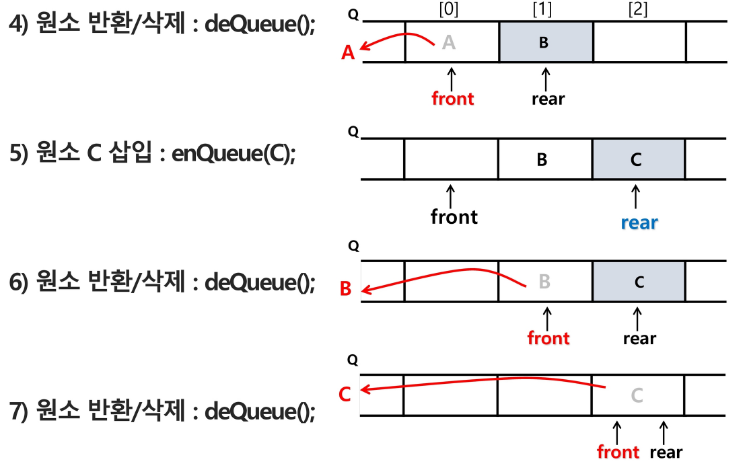 Q [0] [1] [2]
4) 원소 반환/삭제 : deQueue();
A A B
front rear
Q
5) 원소 C 삽입 : enQueue(C);
B C
front rear
Q
6) 원소 반환/삭제 : deQueue();
B B C
front rear
Q
7) 원소 반환/삭제 : deQueue();
C C
front rear